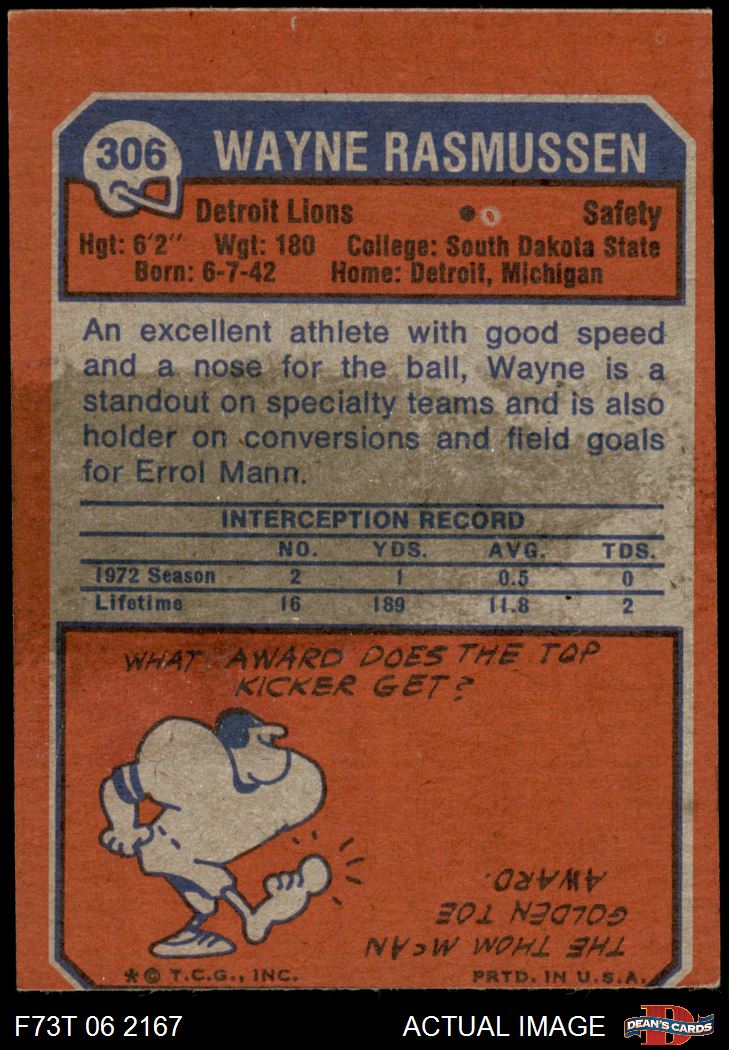 306
WAYNE RASMUSSEN
Detroit Lions Safety
Hgt: 6'2" Wgt: 180 College: South Dakota State
Born: 6-7-42 Home: Detroit, Michigan
An excellent athlete with good speed
and a nose for the ball, Wayne is a
standout on specialty teams and is also
holder on conversions and field goals
for Errol Mann.
INTERCEPTION RECORD
NO. YDS. AVG. TDS.
1972 Season 2 1 0.5 0
Lifetime 16 189 11.8 2
WHAT AWARD DOES THE TOP
KICKER GET?
THE THOM McAN
GOLDEN TOE
AWARD.
* © T.C.G., INC. PRTD. IN U.S.A.
F73T 06 2167 ACTUAL IMAGE
D
DEAN'S CARDS